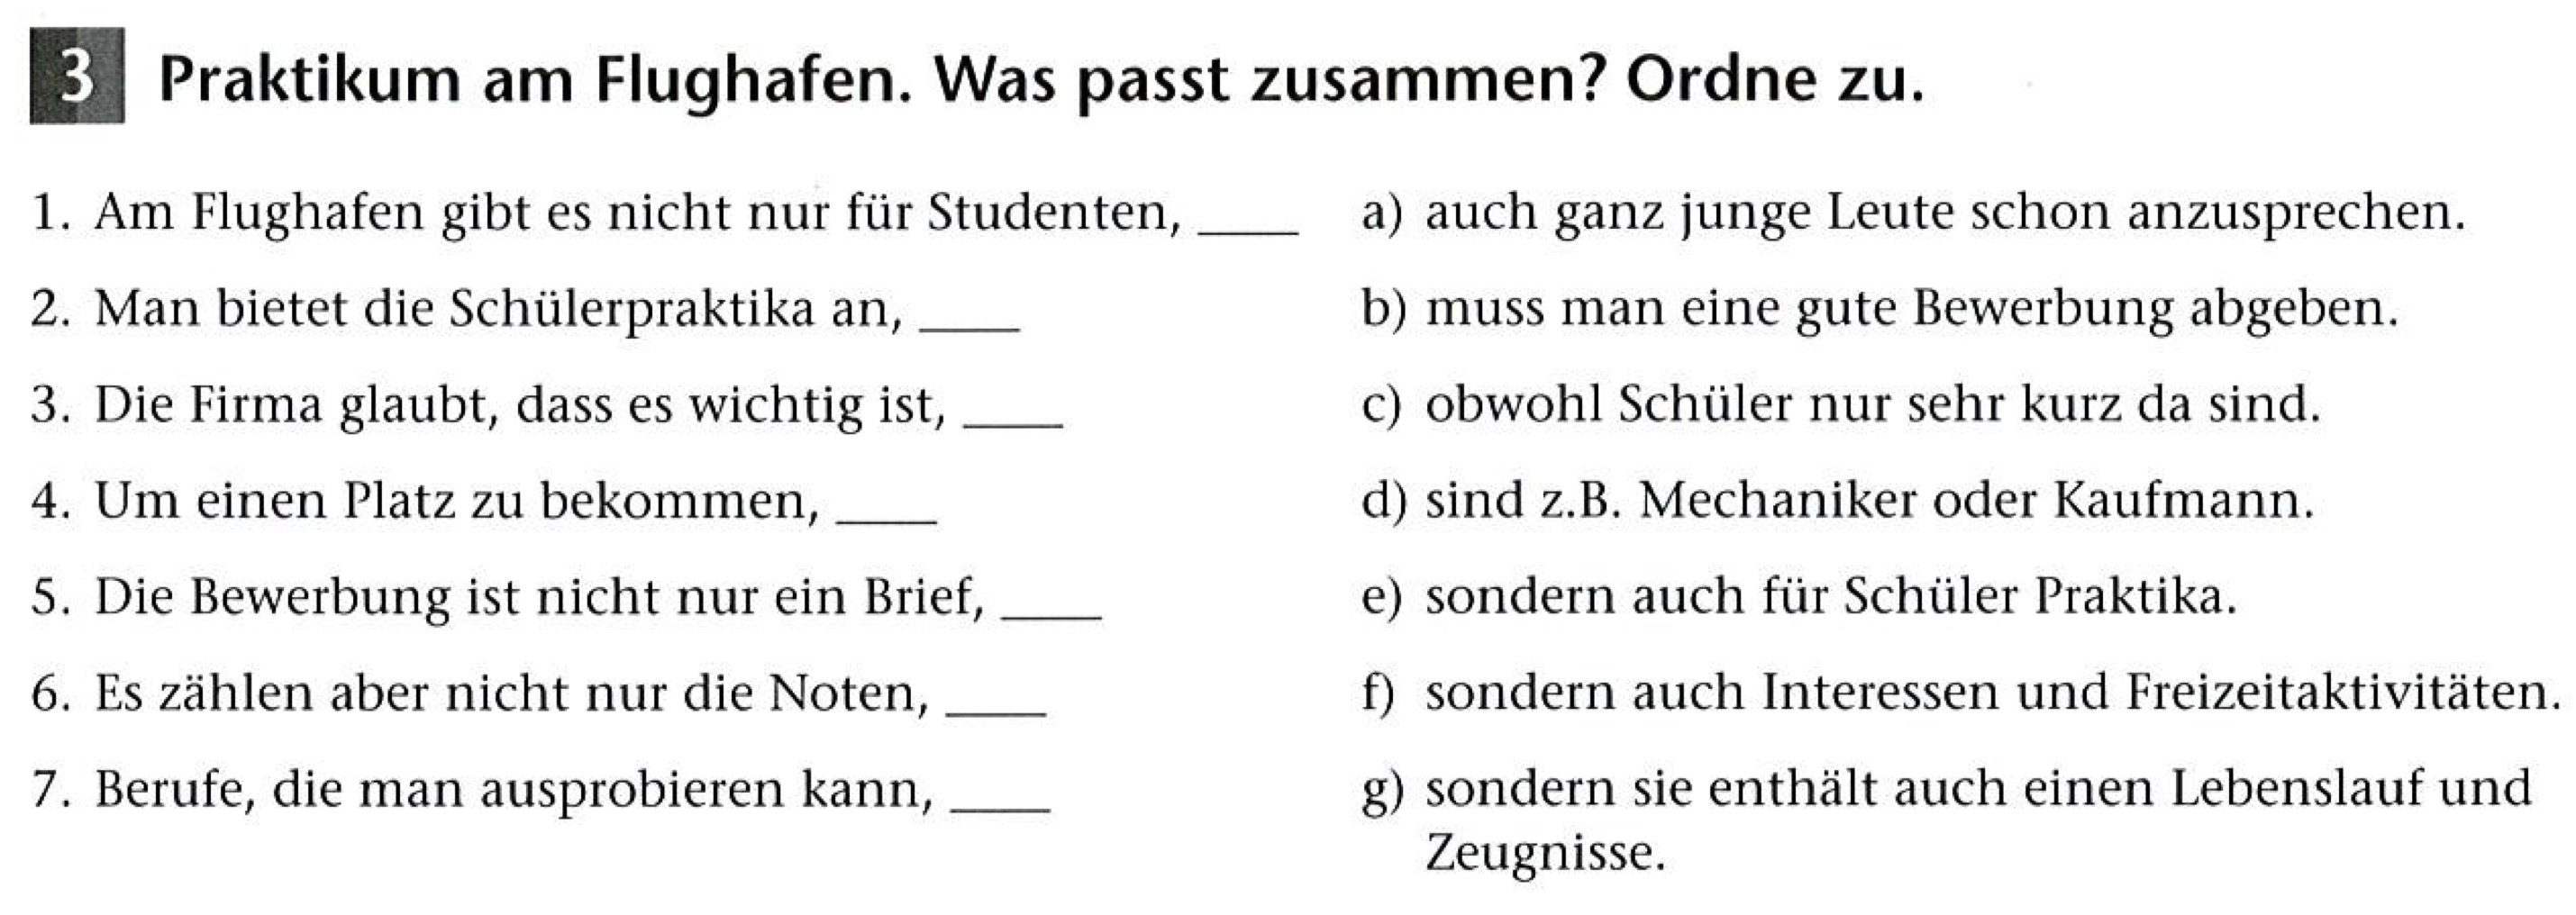 3 Praktikum am Flughafen. Was passt zusammen? Ordne zu.
1. Am Flughafen gibt es nicht nur für Studenten, ____
a) auch ganz junge Leute schon anzusprechen.
2. Man bietet die Schülerpraktika an, ____
b) muss man eine gute Bewerbung abgeben.
3. Die Firma glaubt, dass es wichtig ist, ____
c) obwohl Schüler nur sehr kurz da sind.
4. Um einen Platz zu bekommen, ____
d) sind z.B. Mechaniker oder Kaufmann.
5. Die Bewerbung ist nicht nur ein Brief, ____
e) sondern auch für Schüler Praktika.
6. Es zählen aber nicht nur die Noten, ____
f) sondern auch Interessen und Freizeitaktivitäten.
7. Berufe, die man ausprobieren kann, ____
g) sondern sie enthält auch einen Lebenslauf und
Zeugnisse.